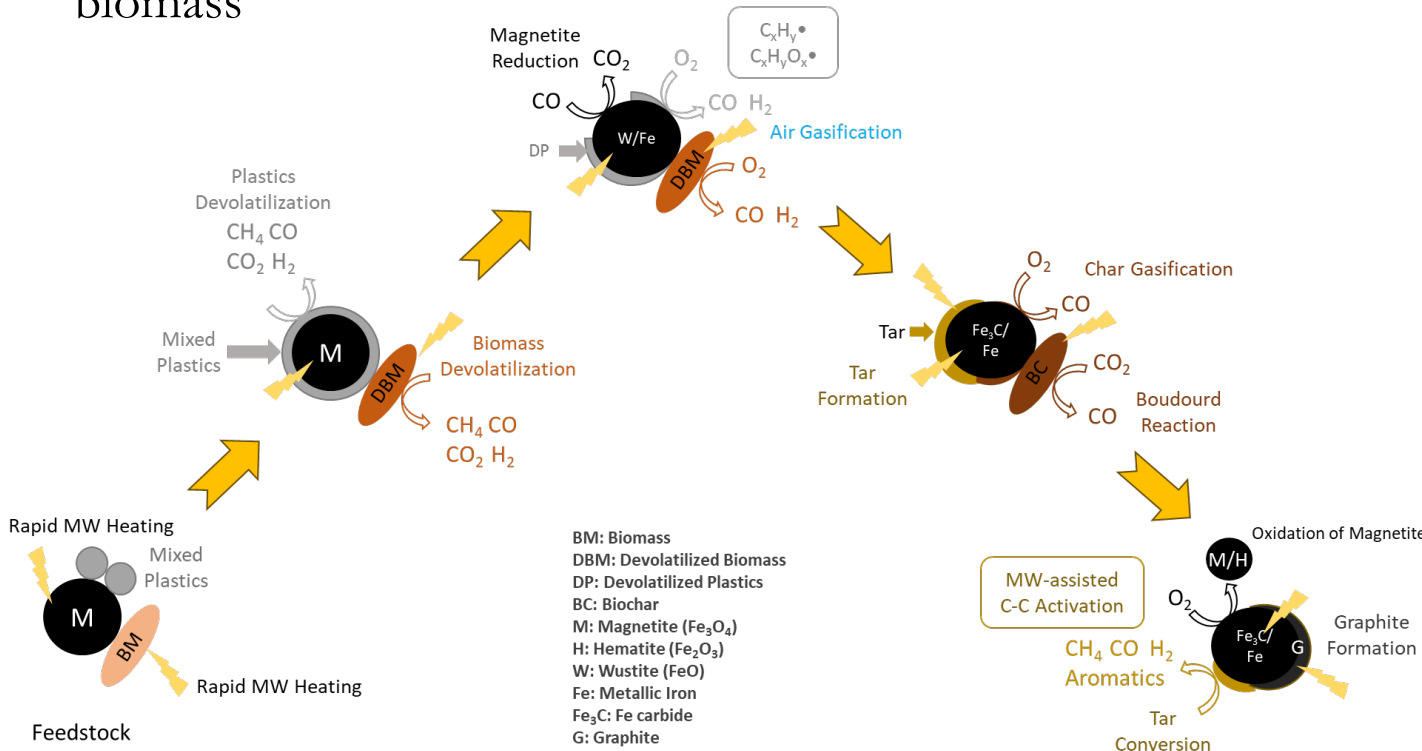 biomass
Magnetite
Reduction
CO₂
CO
O₂
CₓHᵧ•
CₓHᵧOₓ•
CO H₂
Air Gasification
W/Fe
DP
DBM
O₂
CO H₂
Plastics
Devolatilization
CH₄ CO
CO₂ H₂
Mixed
Plastics
M
DBM
Biomass
Devolatilization
CH₄ CO
CO₂ H₂
O₂
Char Gasification
CO
Tar
Fe₃C/
Fe
BC
CO₂
CO
Tar
Formation
Boudourd
Reaction
Rapid MW Heating
Mixed
Plastics
M
BM
Rapid MW Heating
Feedstock
BM: Biomass
DBM: Devolatilized Biomass
DP: Devolatilized Plastics
BC: Biochar
M: Magnetite (Fe₃O₄)
H: Hematite (Fe₂O₃)
W: Wustite (FeO)
Fe: Metallic Iron
Fe₃C: Fe carbide
G: Graphite
Oxidation of Magnetite
M/H
MW-assisted
C-C Activation
O₂
Fe₃C/
Fe
G
Graphite
Formation
CH₄ CO H₂
Aromatics
Tar
Conversion